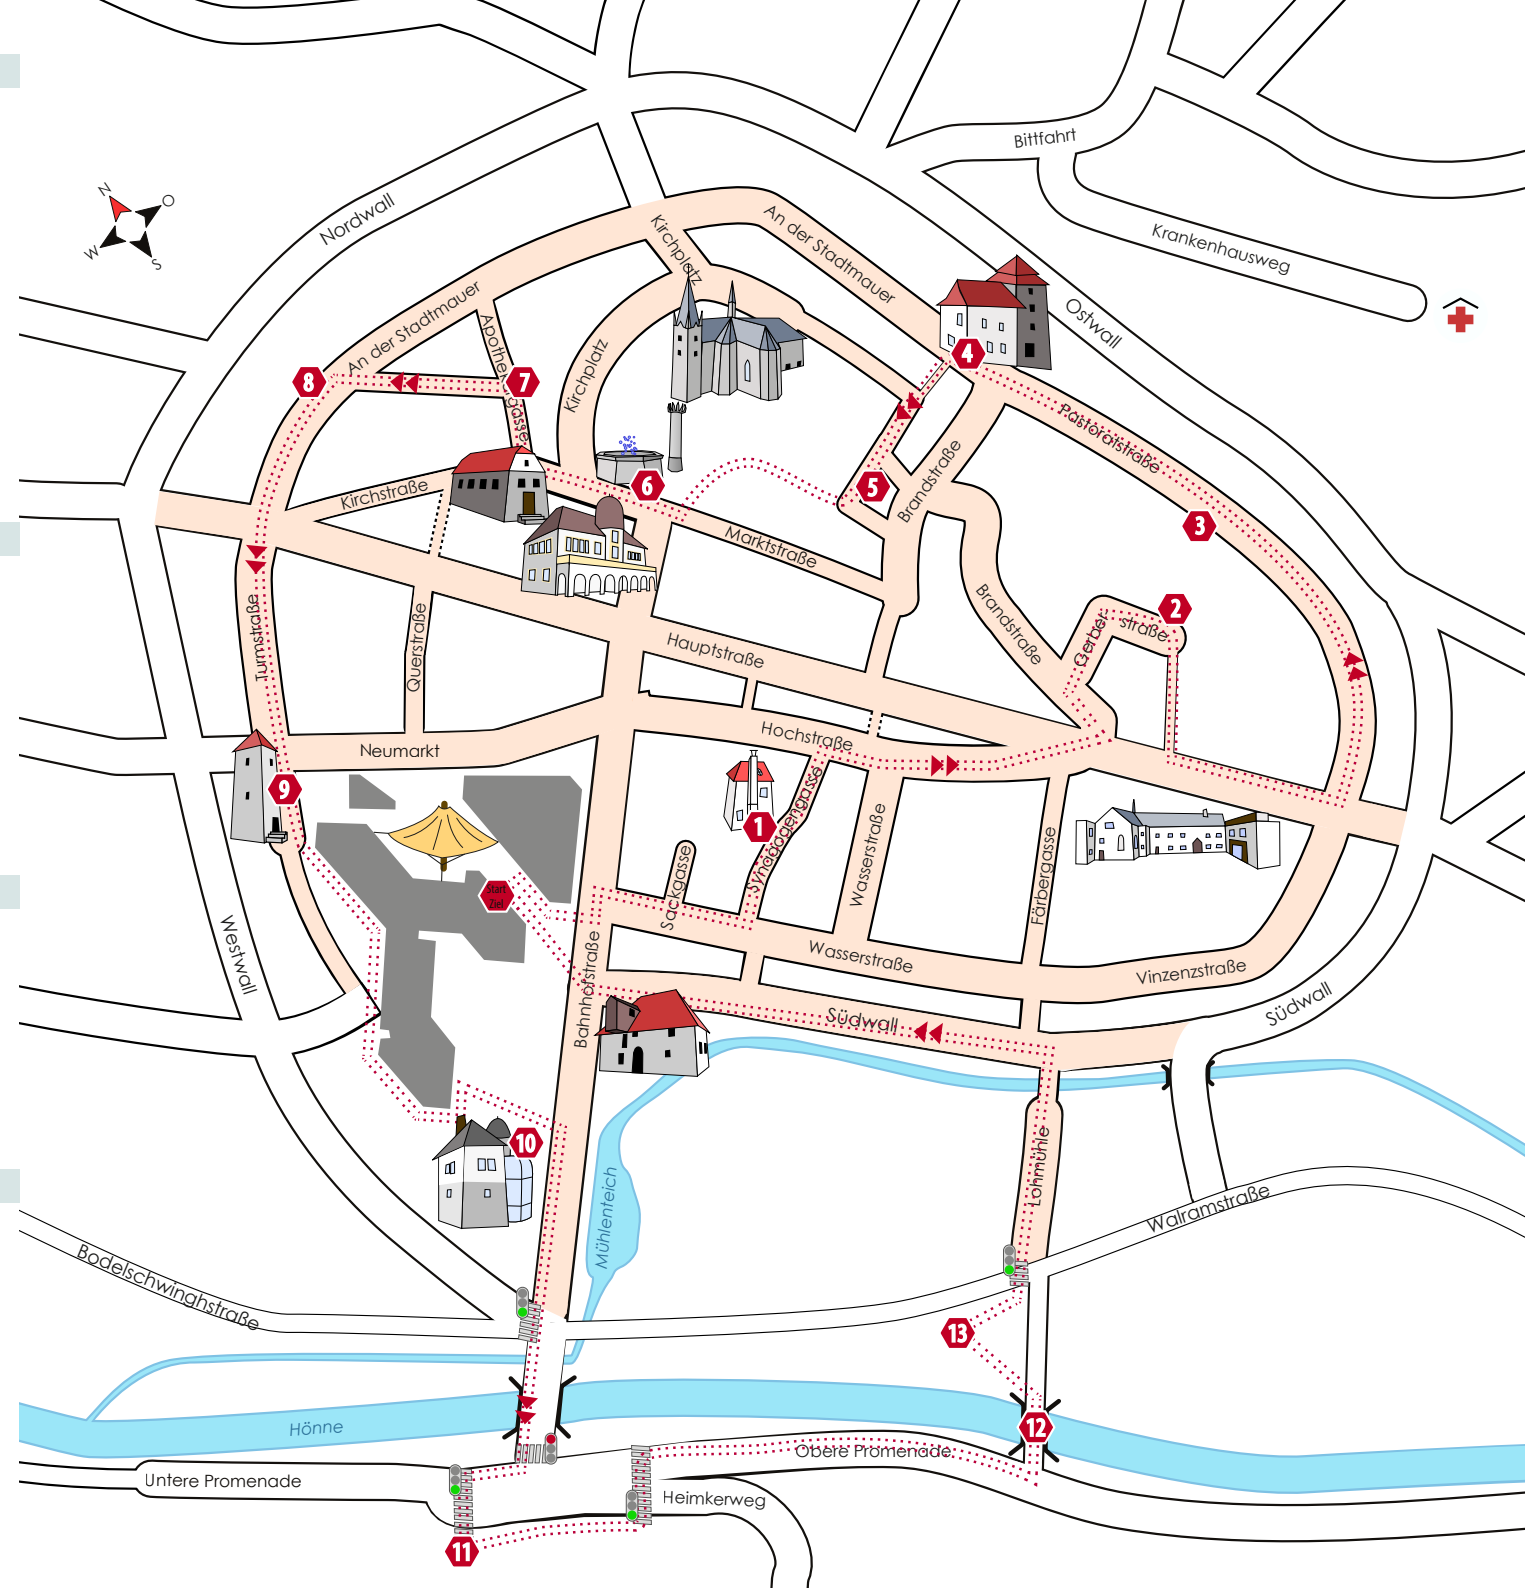 Bittfahrt
N
O
W
S
Nordwall
Kirchplatz
An der Stadtmauer
Krankenhausweg
Ostwall
An der Stadtmauer
Apothekergasse
Kirchplatz
4
8
7
Pastoratstraße
Kirchstraße
6
5
Brandstraße
3
Marktstraße
Turmstraße
Querstraße
Hauptstraße
Brandstraße
Gerber
straße
2
Neumarkt
Hochstraße
9
1
Synagogengasse
Wasserstraße
Sackgasse
Färbergasse
Start
Ziel
Westwall
Bahnhofstraße
Wasserstraße
Vinzenzstraße
Südwall
Südwall
10
Mühlenteich
Lohmühle
Walramstraße
Bodelschwinghstraße
13
Hönne
12
Obere Promenade
Untere Promenade
Heimkerweg
11